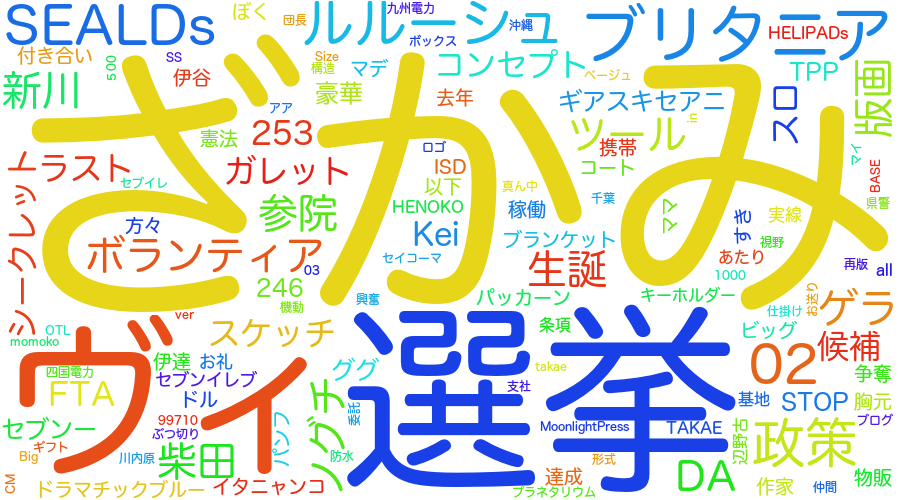 SEALDs
ぼく
団長
ルルーシュ
九州電力
沖縄
ブリタニア
HELIPADs
付き合い
SS
500
Size
構造
マデ
ボックス
コンセプト
ベージュ
TPP
新川
伊谷
豪華
去年
ギアスキセアニ
スロ
版画
アア
憲法
253
ロゴ
ツール
in
携帯
マイ
トラスト
ガレット
ISD
コート
BASE
セブイレ
以下
真ん中
千葉
ママ
県警
ざかみ
シークレット
参院
HENOKO
稼働
すき
実線
方々
Kei
ブランケット
視野
ボランティア
セイコーマ
あたり
再版
all
03
生誕
1000
246
機動
パッカーン
キーホルダー
お送り
興奮
仕掛け
ver
OTL
スケッチ
条項
ビッグ
ゲラ
momoko
ヴィ
選挙
候補
伊達
お礼
takae
02
四国電力
セブンイレブ
ググ
争奪
FTA
ドル
支社
基地
STOP
胸元
99710
委託
ノグチ
MoonlightPress
TAKAE
ブログ
セブンー
ぶつ切り
パンフ
辺野古
政策
ギフト
Big
川内原
柴田
防水
形式
DA
達成
作家
物販
CM
ドラマチックブルー
イタニャンコ
プラネタリウム
仲間